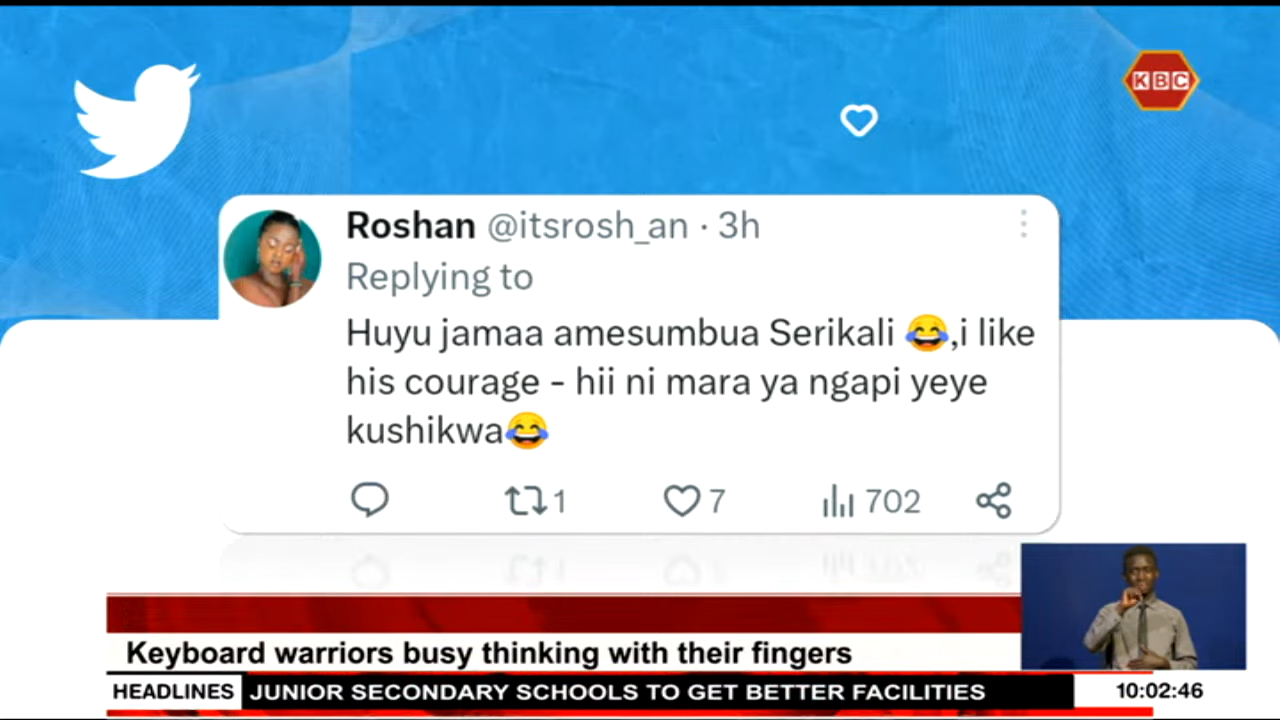 KBC
Roshan @itsrosh_an · 3h
Replying to
Huyu jamaa amesumbua Serikali 😂,i like
his courage - hii ni mara ya ngapi yeye
kushikwa😂
1 7 702
Keyboard warriors busy thinking with their fingers
HEADLINES JUNIOR SECONDARY SCHOOLS TO GET BETTER FACILITIES 10:02:46